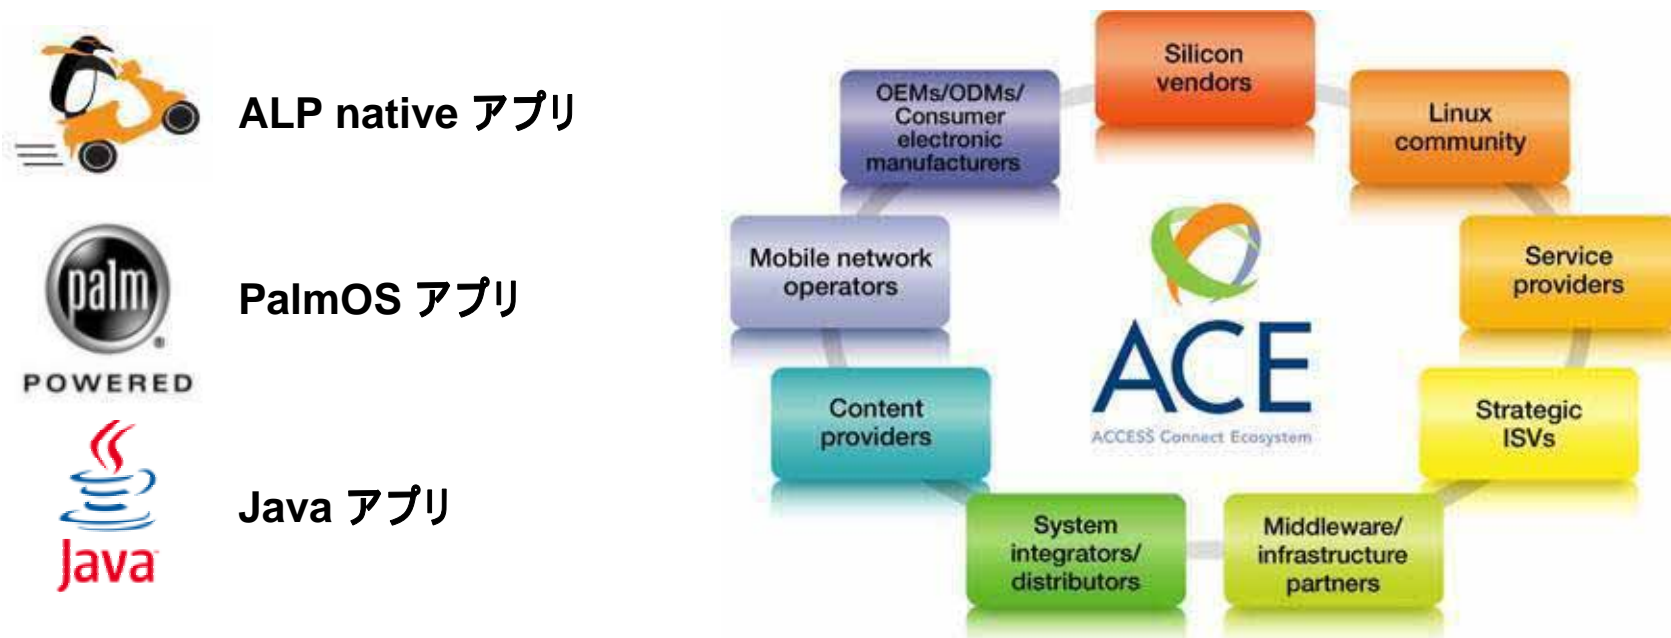 ALP native アプリ
palm
POWERED
PalmOS アプリ
Java
Java アプリ
Silicon
vendors
OEMs/ODMs/
Consumer
electronic
manufacturers
Linux
community
Mobile network
operators
Service
providers
ACE
ACCESS Connect Ecosystem
Content
providers
Strategic
ISVs
System
integrators/
distributors
Middleware/
infrastructure
partners